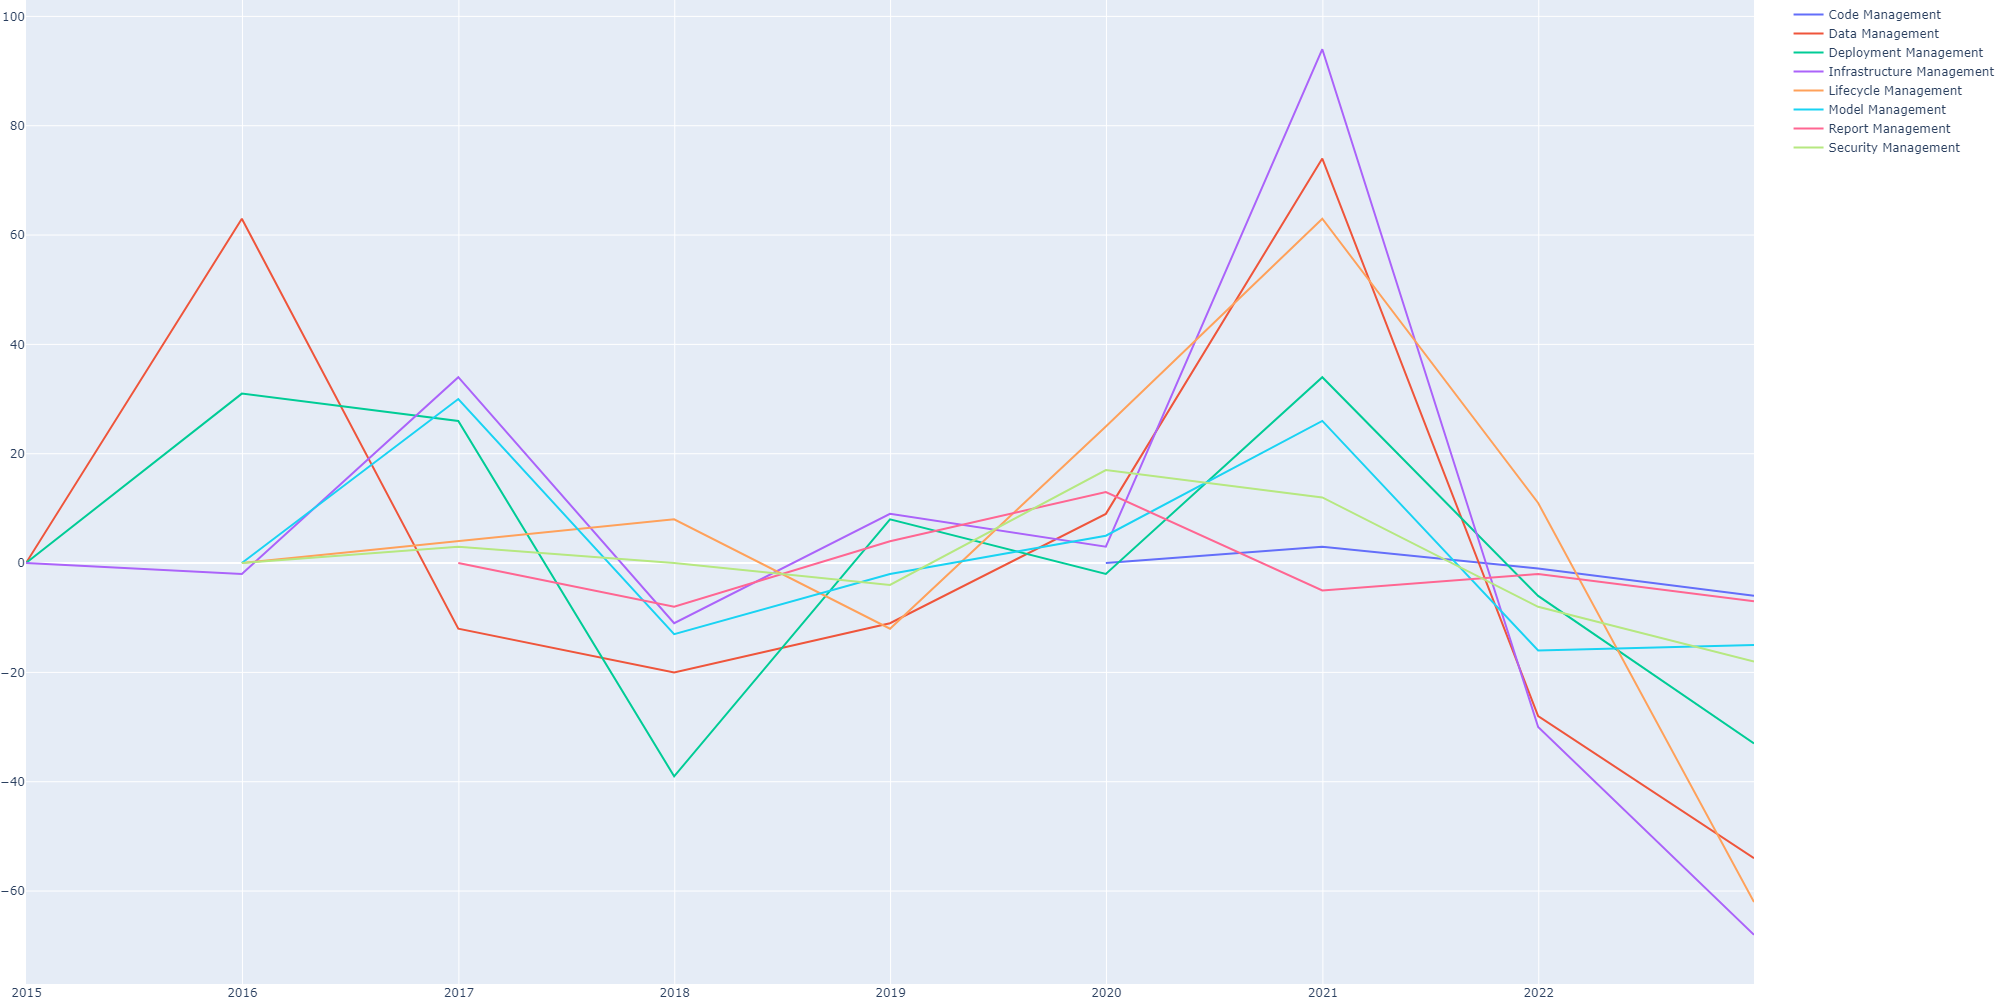 100
80
60
40
20
0
−20
−40
−60
2015 2016 2017 2018 2019 2020 2021 2022
Code Management
Data Management
Deployment Management
Infrastructure Management
Lifecycle Management
Model Management
Report Management
Security Management